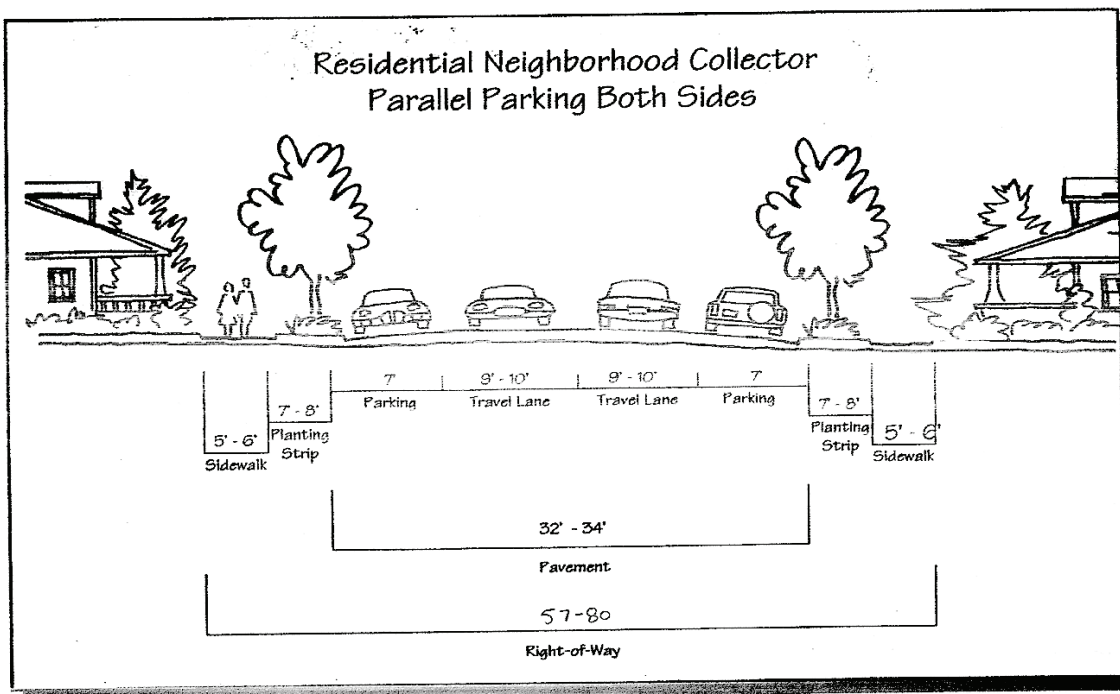 Residential Neighborhood Collector
Parallel Parking Both Sides
7' 9' - 10' 9' - 10' 7'
Parking Travel Lane Travel Lane Parking
7' - 8' 7' - 8'
Planting Strip Planting Strip
5' - 6' 5' - 6'
Sidewalk Sidewalk
32' - 34'
Pavement
57-80
Right-of-Way